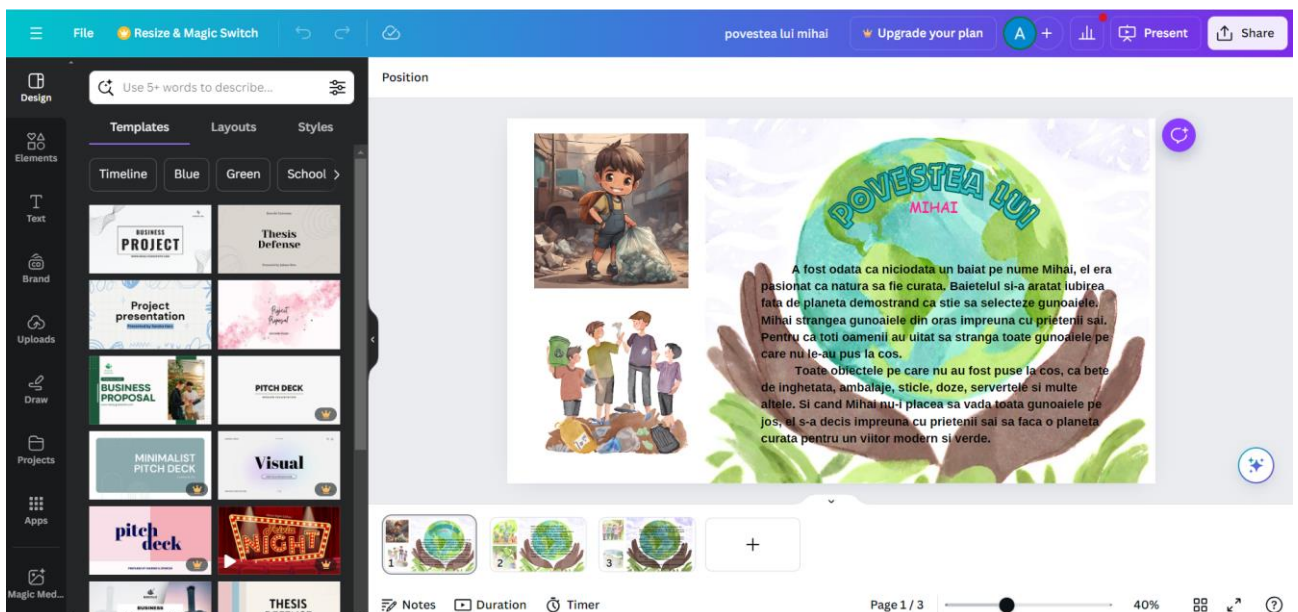 File
Resize & Magic Switch
povestea lui mihai
Upgrade your plan
A
+
Present
Share
Design
Elements
Text
Brand
Uploads
Draw
Projects
Apps
Magic Med...
Use 5+ words to describe...
Templates
Layouts
Styles
Timeline
Blue
Green
School
BUSINESS
PROJECT
Thesis
Defense
Project
presentation
Project
Proposal
BUSINESS
PROPOSAL
PITCH DECK
MINIMALIST
PITCH DECK
Visual
pitch
deck
NIGHT
BUSINESS
THESIS
Position
POVESTEA LUI
MIHAI
A fost odata ca niciodata un baiat pe nume Mihai, el era
pasionat ca natura sa fie curata. Baietelul si-a aratat iubirea
fata de planeta demostrand ca stie sa selecteze gunoaiele.
Mihai strangea gunoaiele din oras impreuna cu prietenii sai.
Pentru ca toti oamenii au uitat sa stranga toate gunoaiele pe
care nu le-au pus la cos.
Toate obiectele pe care nu au fost puse la cos, ca bete
de inghetata, ambalaje, sticle, doze, servertele si multe
altele. Si cand Mihai nu-i placea sa vada toata gunoaiele pe
jos, el s-a decis impreuna cu prietenii sai sa faca o planeta
curata pentru un viitor modern si verde.
1
2
3
+
Notes
Duration
Timer
Page 1 / 3
40%